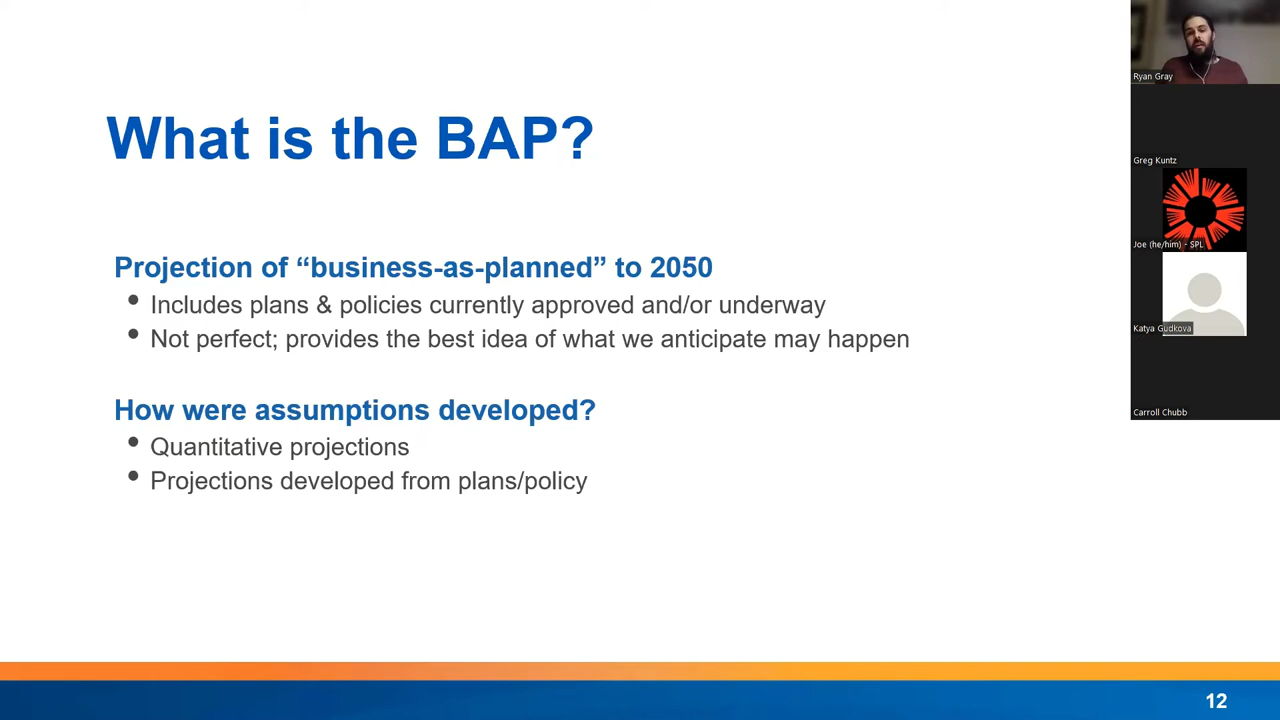 What is the BAP?
Projection of “business-as-planned” to 2050
• Includes plans & policies currently approved and/or underway
• Not perfect; provides the best idea of what we anticipate may happen
How were assumptions developed?
• Quantitative projections
• Projections developed from plans/policy
12
Ryan Gray
Greg Kuntz
Joe (he/him) - SPL
Katya Gudkova
Carroll Chubb